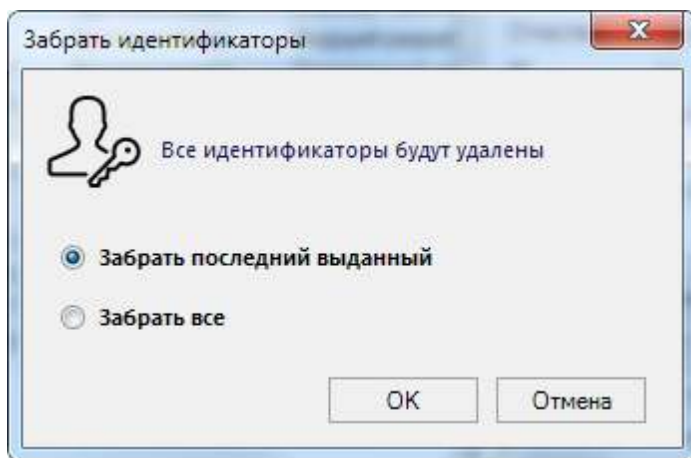 Забрать идентификаторы
Все идентификаторы будут удалены
Забрать последний выданный
Забрать все
OK
Отмена